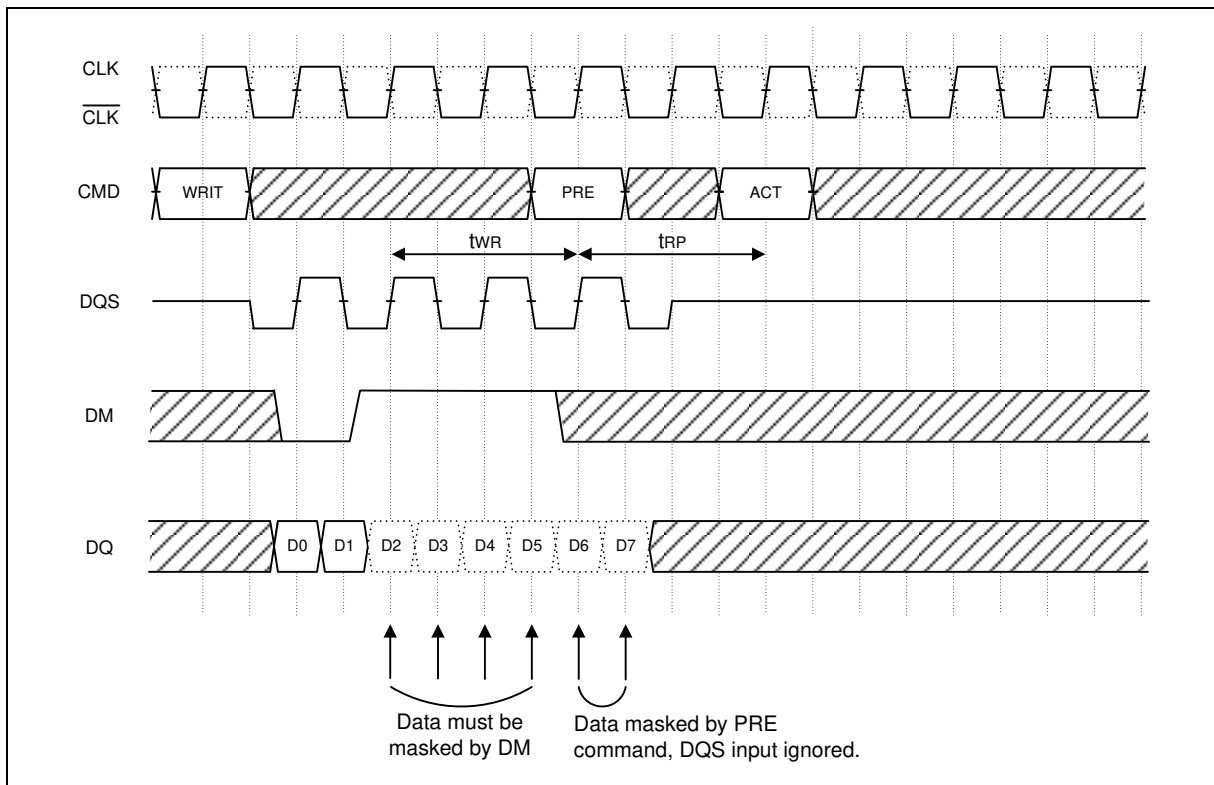 CLK
CLK
CMD
WRIT
PRE
ACT
tWR
tRP
DQS
DM
DQ
D0
D1
D2
D3
D4
D5
D6
D7
Data must be
masked by DM
Data masked by PRE
command, DQS input ignored.